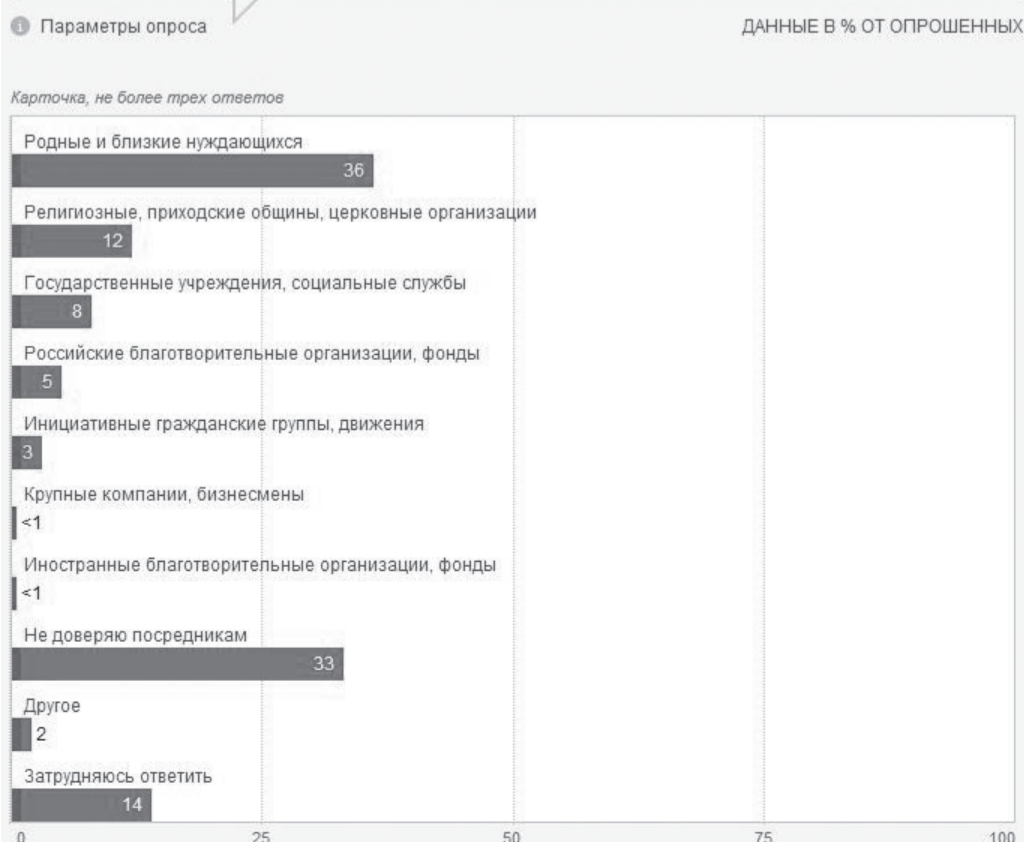 Параметры опроса
ДАННЫЕ В % ОТ ОПРОШЕННЫХ
Карточка, не более трех ответов
Родные и близкие нуждающихся
36
Религиозные, приходские общины, церковные организации
12
Государственные учреждения, социальные службы
8
Российские благотворительные организации, фонды
5
Инициативные гражданские группы, движения
3
Крупные компании, бизнесмены
<1
Иностранные благотворительные организации, фонды
<1
Не доверяю посредникам
33
Другое
2
Затрудняюсь ответить
14
0 25 50 75 100